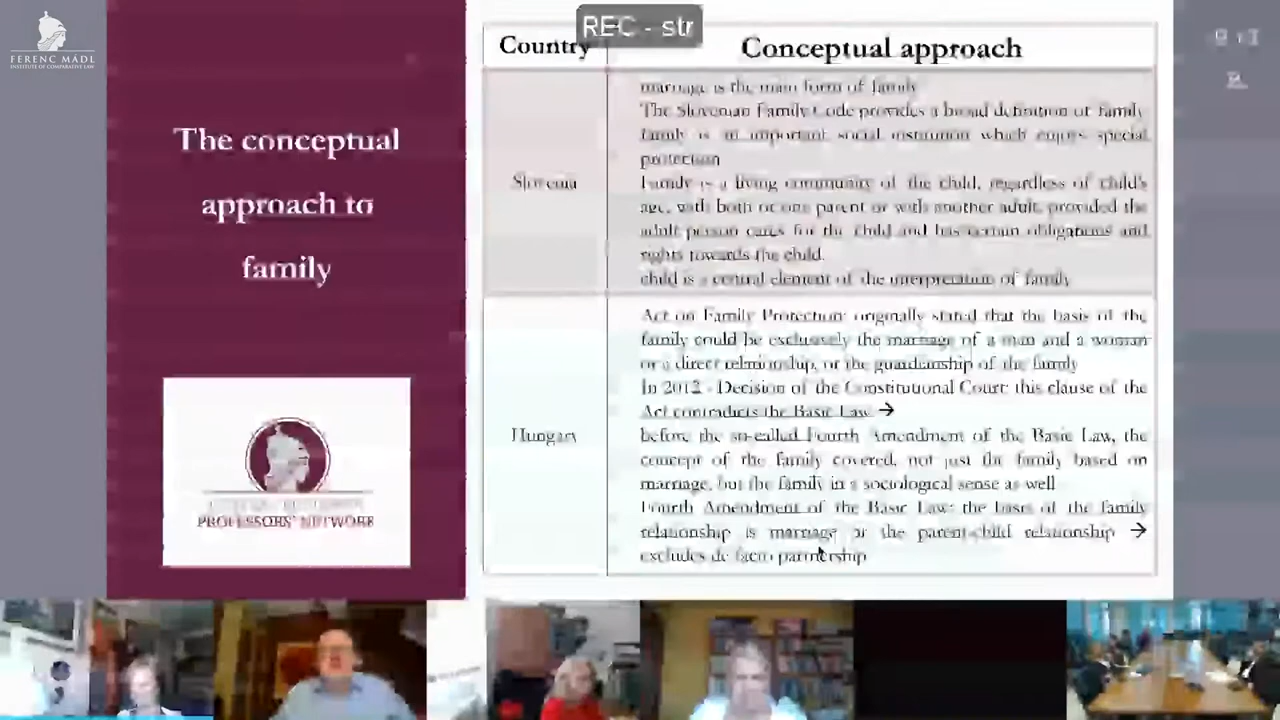 FERENC MÁDL
INSTITUTE OF COMPARATIVE LAW
REC - str
The conceptual
approach to
family
PROFESSORS' NETWORK
Country
Conceptual approach
Slovenia
marriage is the main form of family
The Slovenian Family Code provides a broad definition of family
family is an important social institution which enjoys special
protection
Family is a living community of the child, regardless of child's
age, with both or one parent or with another adult, provided the
adult person cares for the child and has certain obligations and
rights towards the child.
child is a central element of the interpretation of family
Hungary
Act on Family Protection: originally stated that the basis of the
family could be exclusively the marriage of a man and a woman
or a direct relationship, or the guardianship of the family
In 2012 - Decision of the Constitutional Court: this clause of the
Act contradicts the Basic Law →
before the so-called Fourth Amendment of the Basic Law, the
concept of the family covered, not just the family based on
marriage, but the family in a sociological sense as well
Fourth Amendment of the Basic Law: the basis of the family
relationship is marriage or the parent-child relationship →
excludes de facto partnership